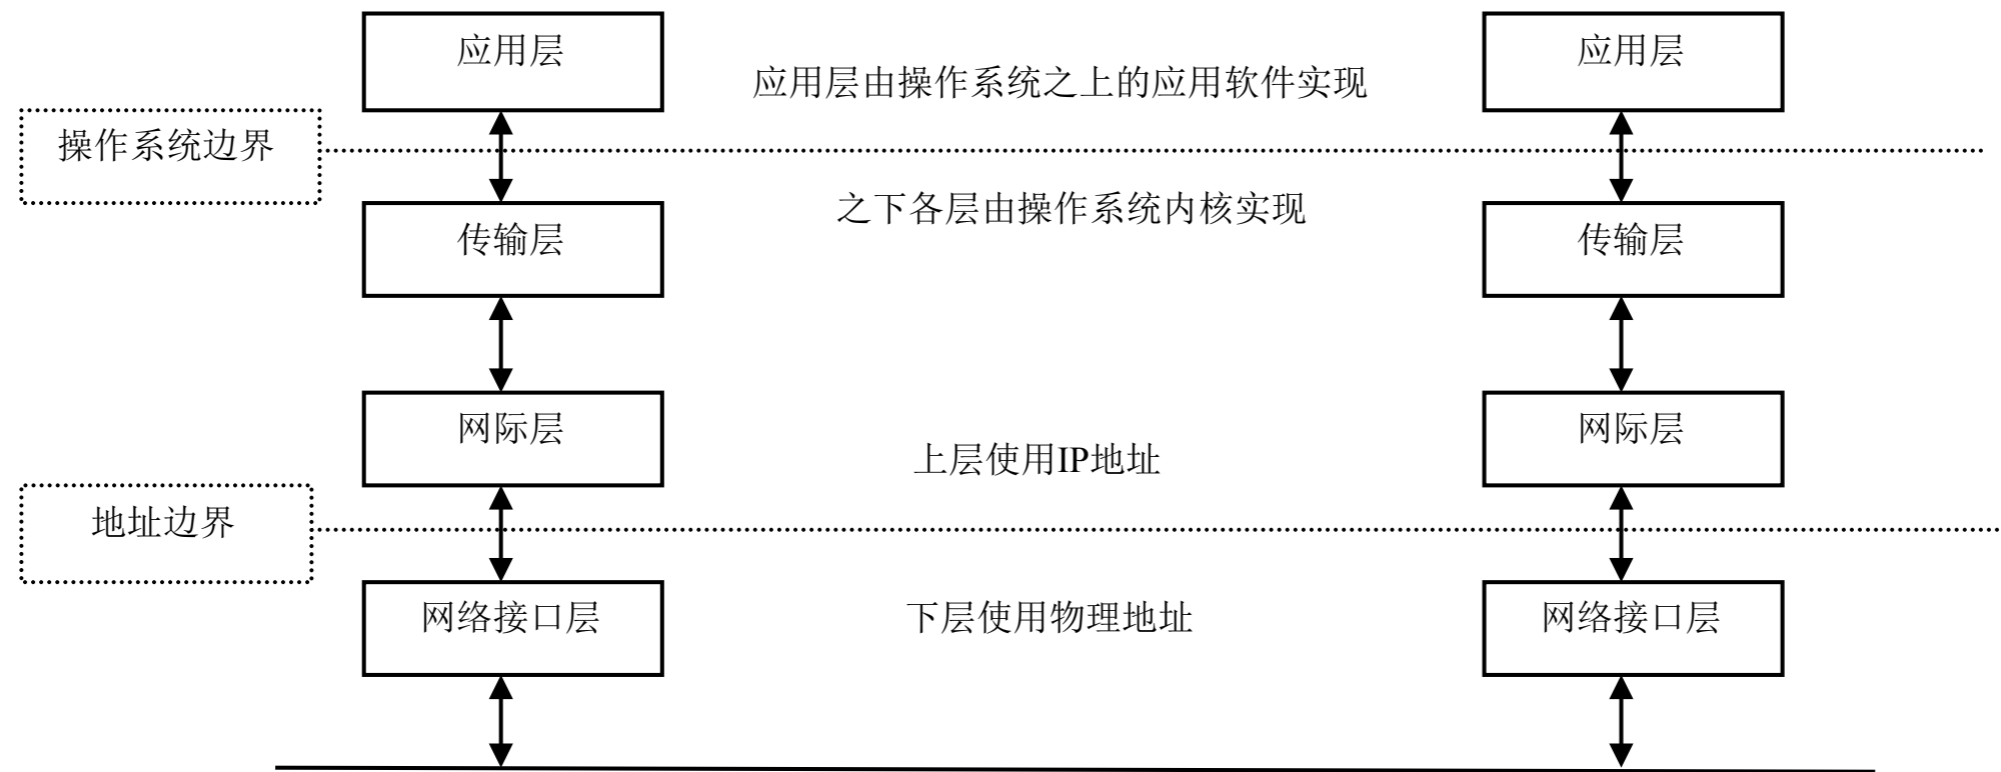 应用层
应用层由操作系统之上的应用软件实现
应用层
操作系统边界
之下各层由操作系统内核实现
传输层
传输层
网际层
上层使用IP地址
网际层
地址边界
网络接口层
下层使用物理地址
网络接口层